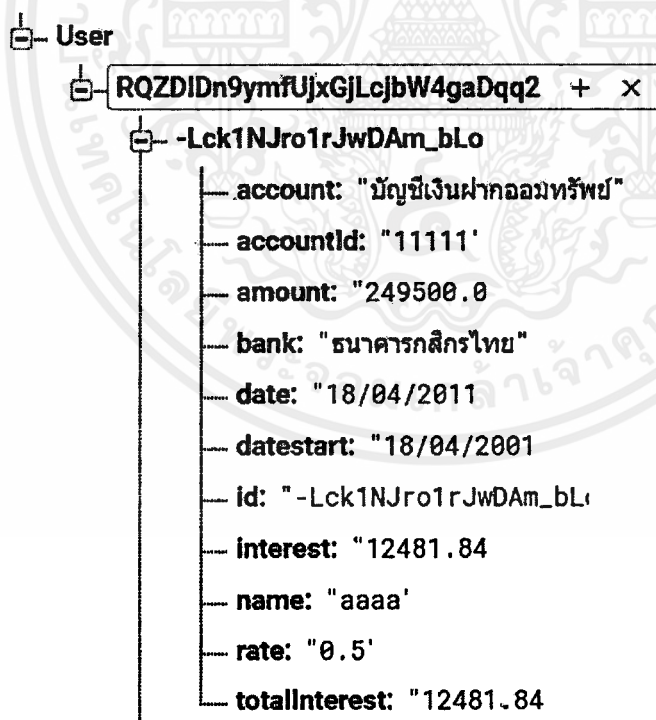 User
RQZDIDn9ymfUjxGjLcjbW4gaDqq2 + ×
-Lck1NJro1rJwDAm_bLo
account: "บัญชีเงินฝากออมทรัพย์"
accountId: "11111'
amount: "249500.0
bank: "ธนาคารกสิกรไทย"
date: "18/04/2011
datestart: "18/04/2001
id: "-Lck1NJro1rJwDAm_bLo
interest: "12481.84
name: "aaaa'
rate: "0.5'
totalInterest: "12481.84